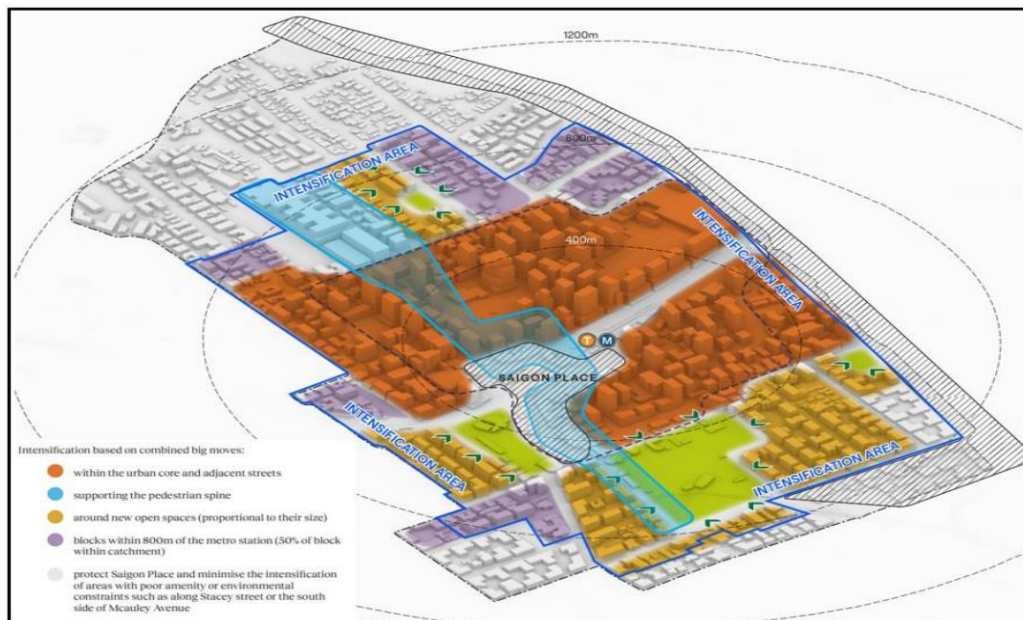 1200m
800m
INTENSIFICATION AREA
INTENSIFICATION AREA
400m
T M
SAIGON PLACE
INTENSIFICATION AREA
INTENSIFICATION AREA
Intensification based on combined big moves:
within the urban core and adjacent streets
supporting the pedestrian spine
around new open spaces (proportional to their size)
blocks within 800m of the metro station (50% of block
within catchment)
protect Saigon Place and minimise the intensification
of areas with poor amenity or environmental
constraints such as along Stacey street or the south
side of Mcauley Avenue